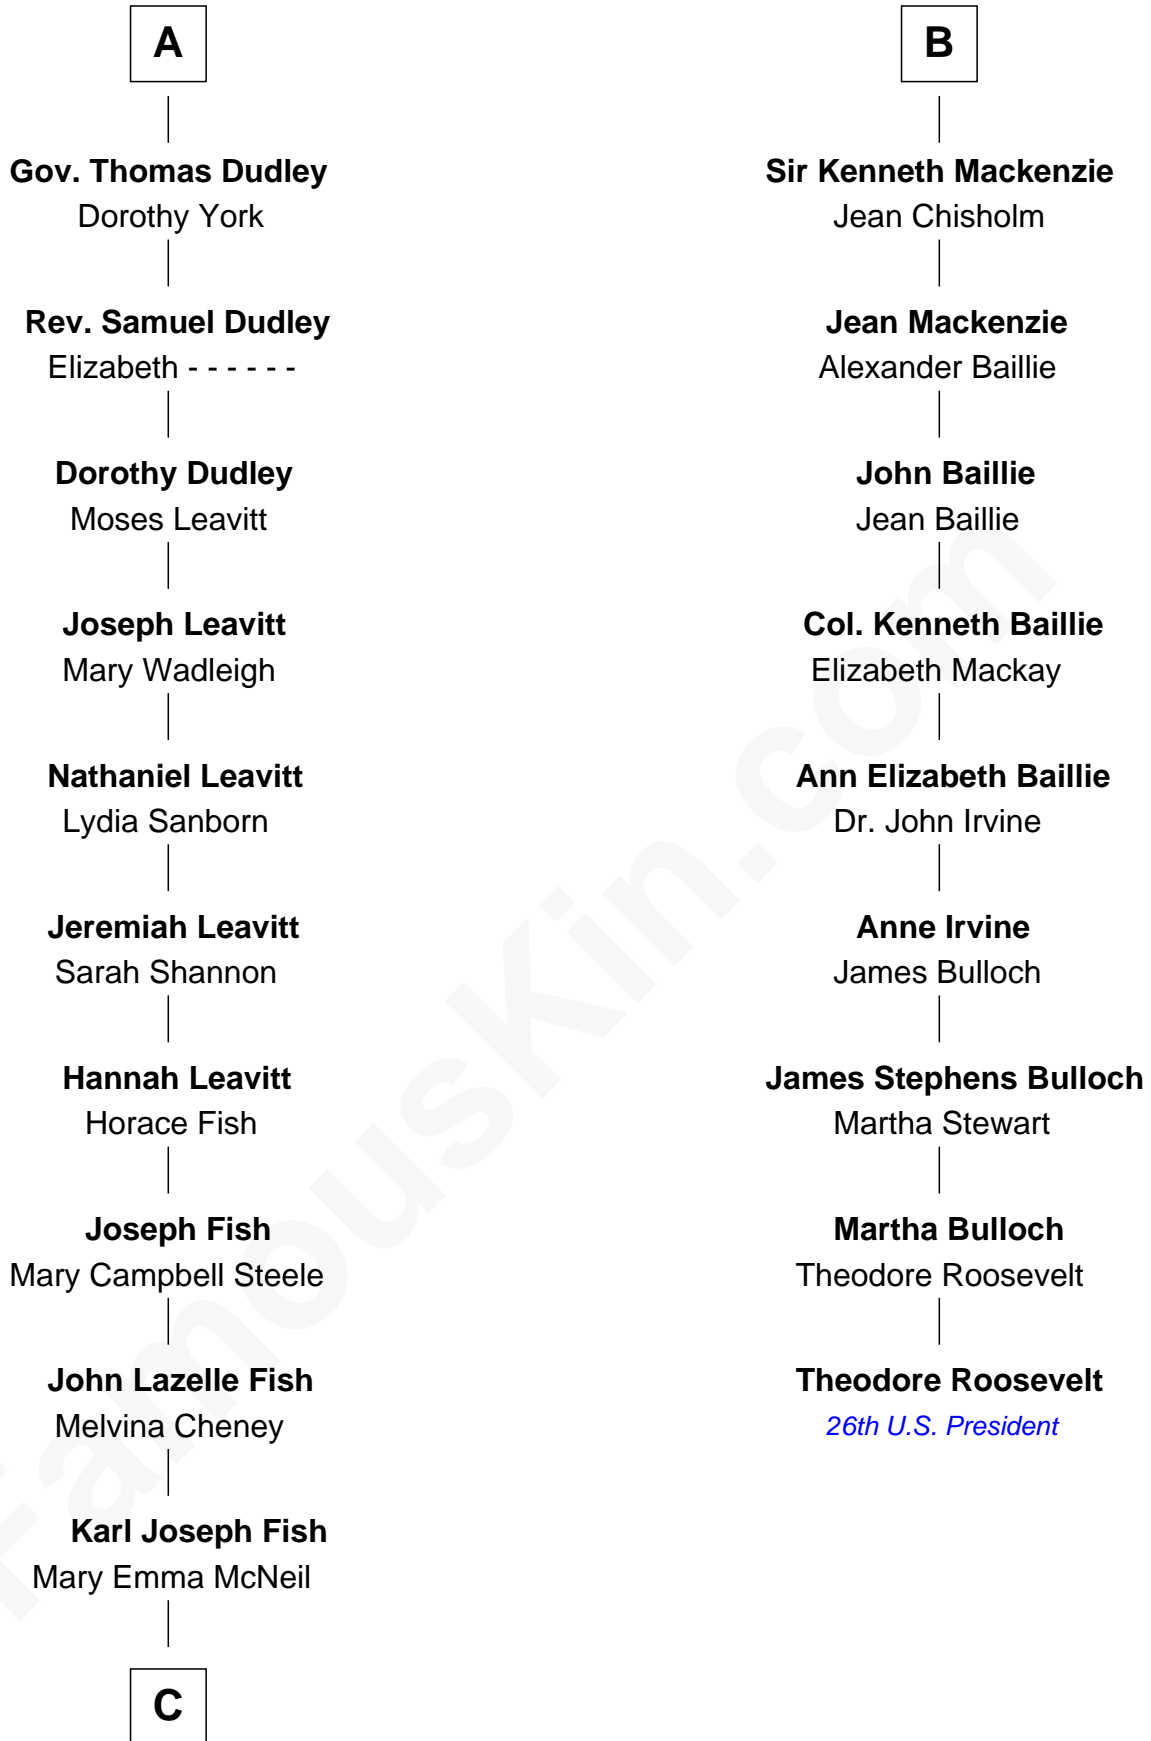 A
Gov. Thomas Dudley
Dorothy York
Rev. Samuel Dudley
Elizabeth - - - - - -
Dorothy Dudley
Moses Leavitt
Joseph Leavitt
Mary Wadleigh
Nathaniel Leavitt
Lydia Sanborn
Jeremiah Leavitt
Sarah Shannon
Hannah Leavitt
Horace Fish
Joseph Fish
Mary Campbell Steele
John Lazelle Fish
Melvina Cheney
Karl Joseph Fish
Mary Emma McNeil
C
B
Sir Kenneth Mackenzie
Jean Chisholm
Jean Mackenzie
Alexander Baillie
John Baillie
Jean Baillie
Col. Kenneth Baillie
Elizabeth Mackay
Ann Elizabeth Baillie
Dr. John Irvine
Anne Irvine
James Bulloch
James Stephens Bulloch
Martha Stewart
Martha Bulloch
Theodore Roosevelt
Theodore Roosevelt
26th U.S. President
FamousKin.com